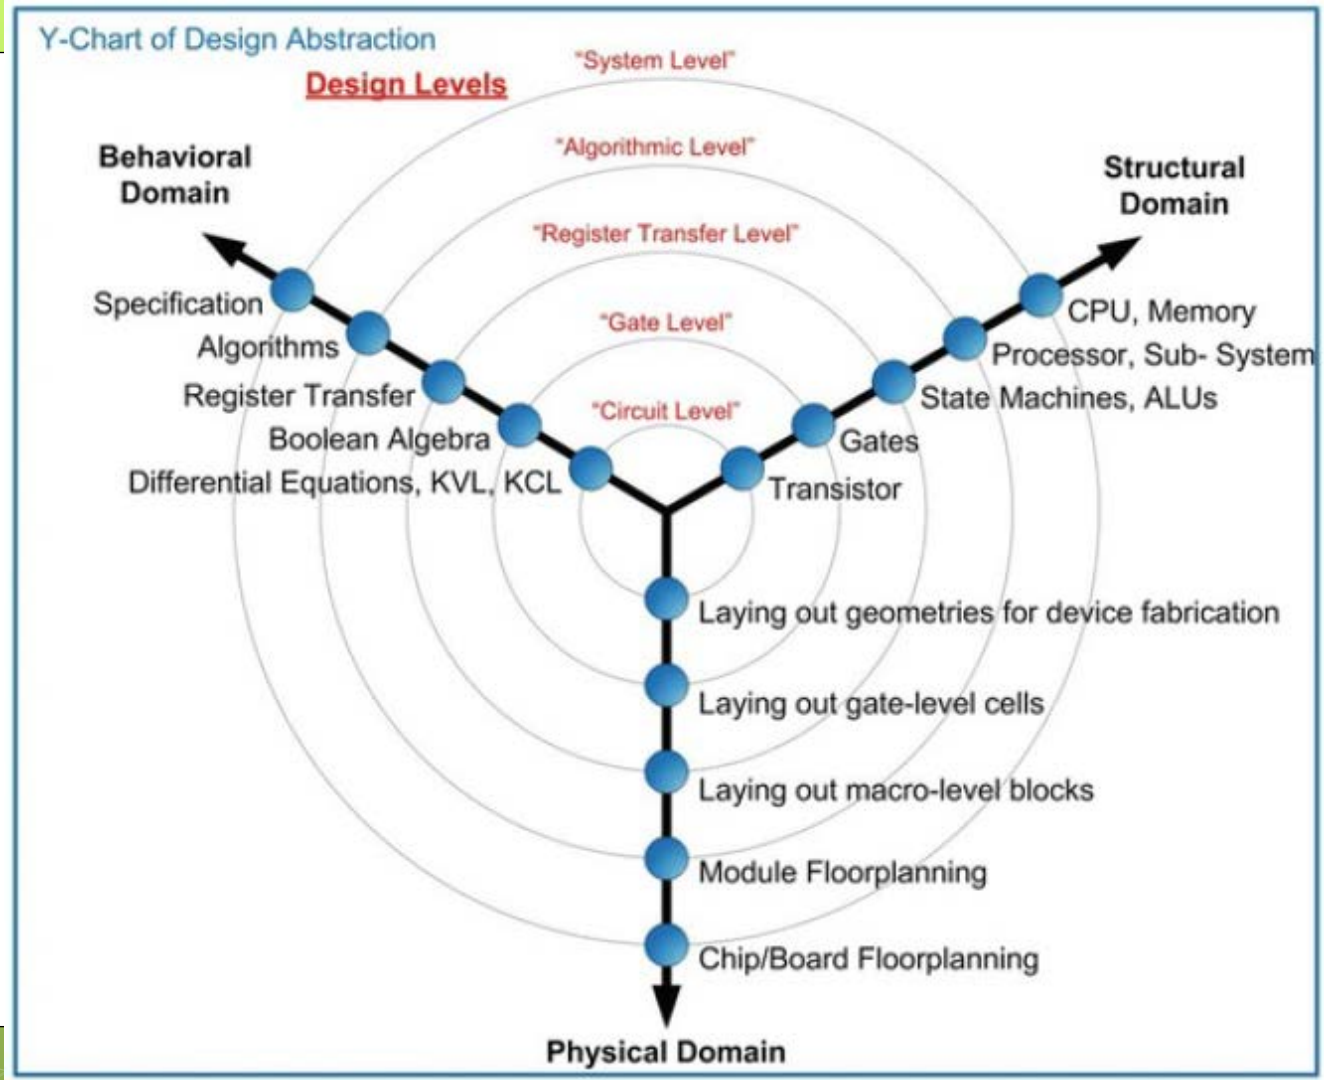 Y-Chart of Design Abstraction
Design Levels
"System Level"
"Algorithmic Level"
"Register Transfer Level"
"Gate Level"
"Circuit Level"
Behavioral
Domain
Specification
Algorithms
Register Transfer
Boolean Algebra
Differential Equations, KVL, KCL
Structural
Domain
CPU, Memory
Processor, Sub- System
State Machines, ALUs
Gates
Transistor
Laying out geometries for device fabrication
Laying out gate-level cells
Laying out macro-level blocks
Module Floorplanning
Chip/Board Floorplanning
Physical Domain